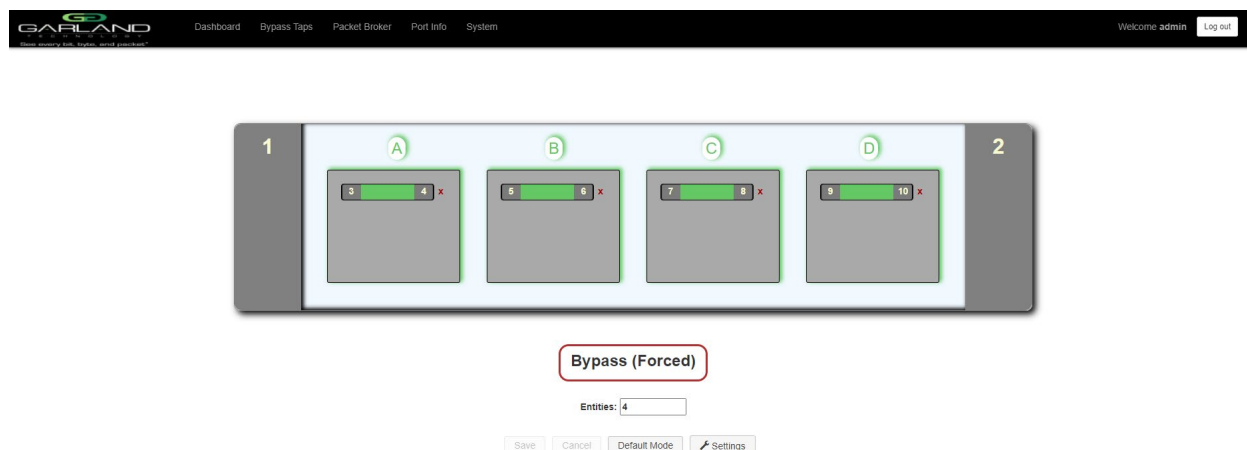 GARLAND
TECHNOLOGY
See every bit, byte, and packet®
Dashboard Bypass Taps Packet Broker Port Info System
Welcome admin Log out
1 A B C D 2
3 4 x 5 6 x 7 8 x 9 10 x
Bypass (Forced)
Entities: 4
Save Cancel Default Mode Settings